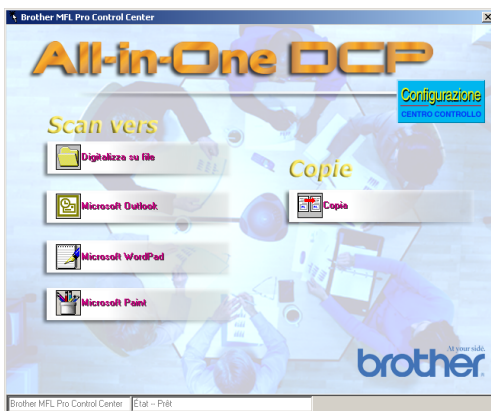 Brother MFL Pro Control Center
All-in-One DCP
Configurazione
CENTRO CONTROLLO
Scan vers
Digitalizza su file
Microsoft Outlook
Microsoft WordPad
Microsoft Paint
Copie
Copia
At your side.
brother
Brother MFL Pro Control Center
État -- Prêt